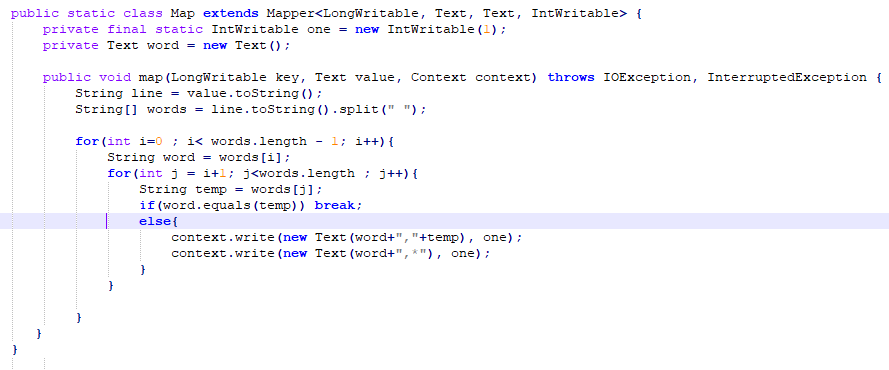 public static class Map extends Mapper<LongWritable, Text, Text, IntWritable> {
    private final static IntWritable one = new IntWritable(1);
    private Text word = new Text();

    public void map(LongWritable key, Text value, Context context) throws IOException, InterruptedException {
        String line = value.toString();
        String[] words = line.toString().split(" ");

        for(int i=0 ; i< words.length - 1; i++){
            String word = words[i];
            for(int j = i+1; j<words.length ; j++){
                String temp = words[j];
                if(word.equals(temp)) break;
                else{
                    context.write(new Text(word+","+temp), one);
                    context.write(new Text(word+",*"), one);
                }
            }

        }
   }
}